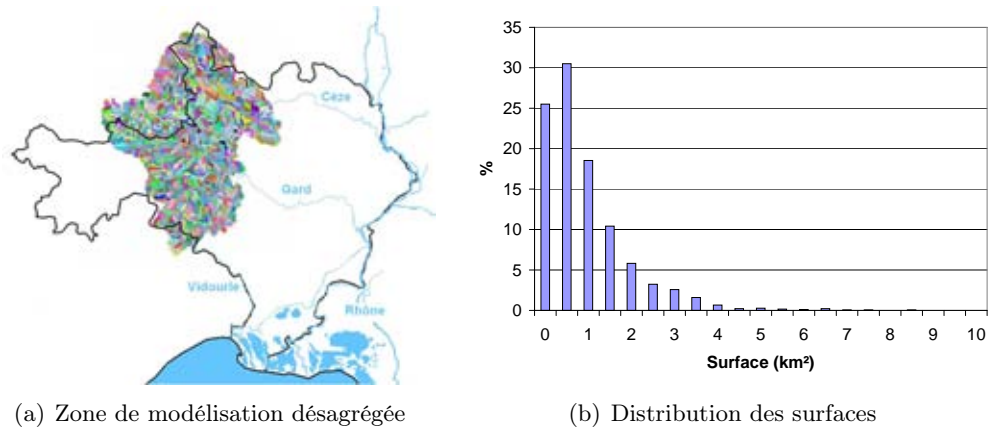 Cèze
Gard
Vidourle
Rhône
35
30
25
20
15
10
5
0
%
0 1 2 3 4 5 6 7 8 9 10
Surface (km²)
(a) Zone de modélisation désagrégée
(b) Distribution des surfaces